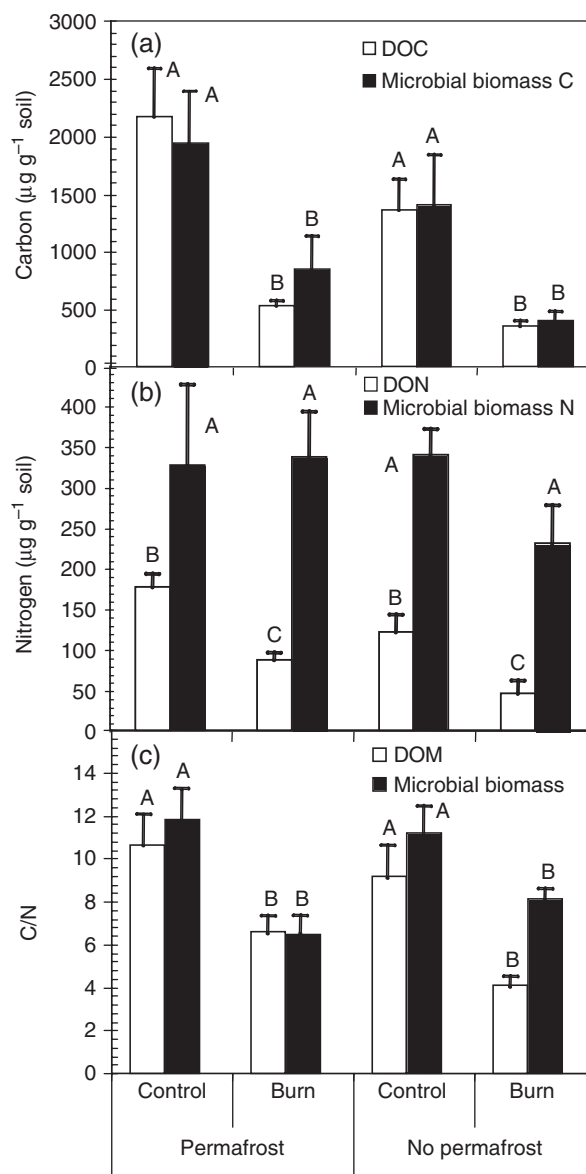 (a)
DOC
Microbial biomass C
Carbon (µg g⁻¹ soil)
3000
2500
2000
1500
1000
500
0
A
A
B
B
A
A
B
B
(b)
DON
Microbial biomass N
Nitrogen (µg g⁻¹ soil)
400
350
300
250
200
150
100
50
0
B
A
C
A
B
A
C
A
(c)
DOM
Microbial biomass
C/N
14
12
10
8
6
4
2
0
A
A
B
B
A
A
B
B
Control Burn Control Burn
Permafrost No permafrost